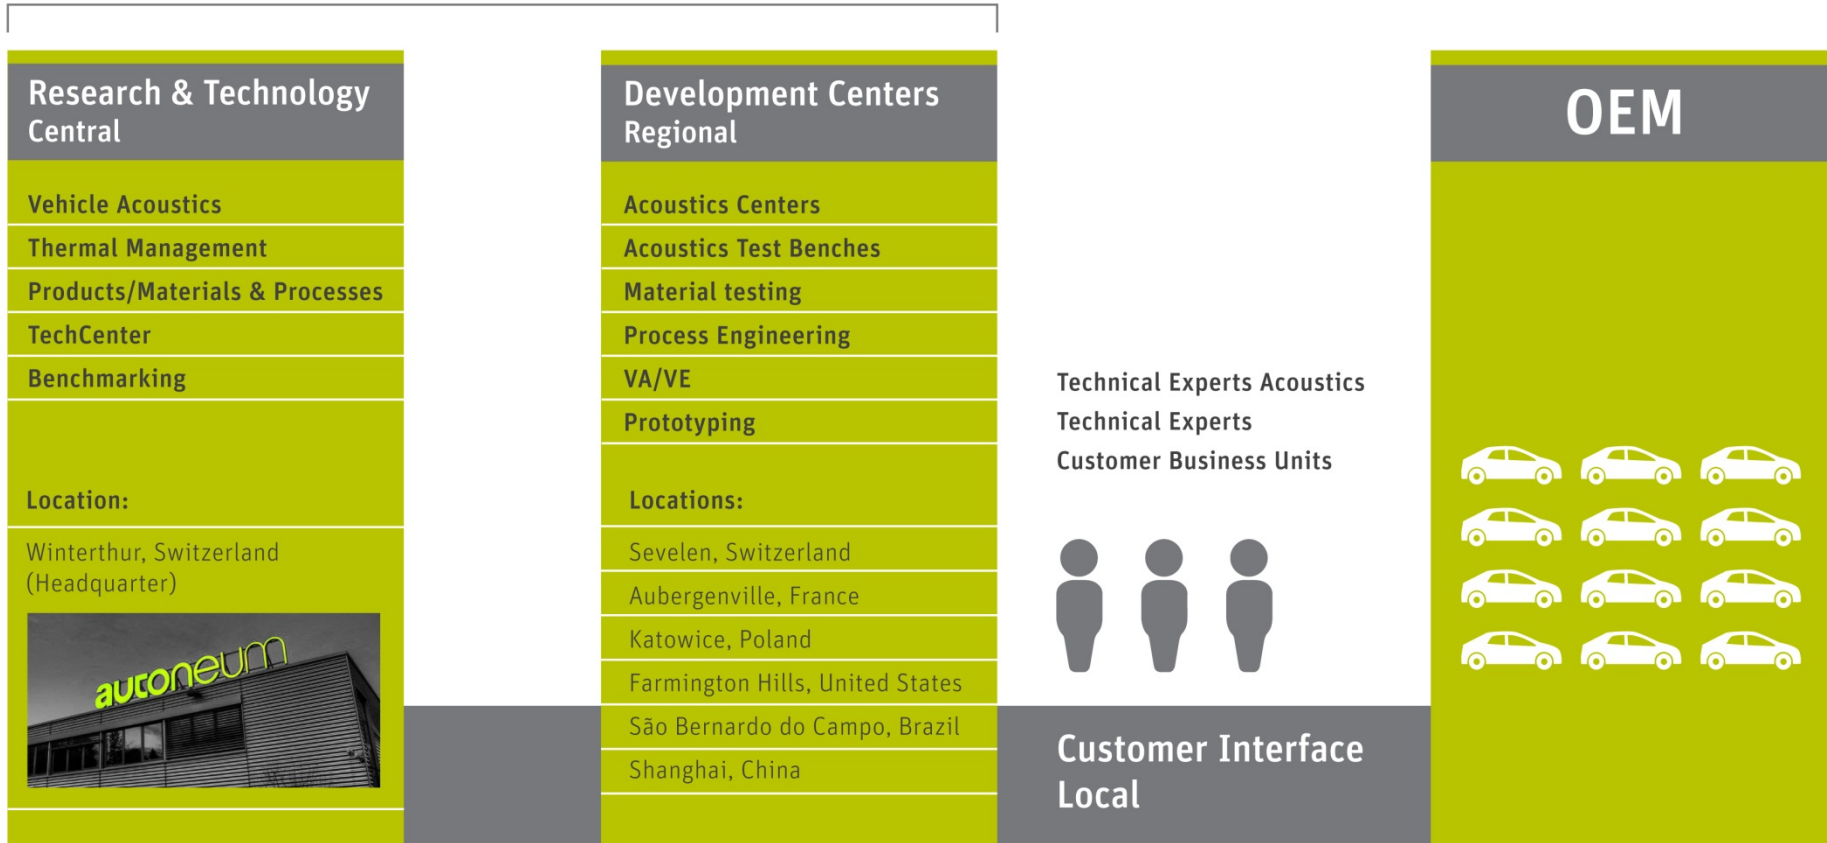 Research & Technology
Central
Vehicle Acoustics
Thermal Management
Products/Materials & Processes
TechCenter
Benchmarking
Location:
Winterthur, Switzerland
(Headquarter)
autoneum
Development Centers
Regional
Acoustics Centers
Acoustics Test Benches
Material testing
Process Engineering
VA/VE
Prototyping
Locations:
Sevelen, Switzerland
Aubergenville, France
Katowice, Poland
Farmington Hills, United States
São Bernardo do Campo, Brazil
Shanghai, China
Technical Experts Acoustics
Technical Experts
Customer Business Units
Customer Interface
Local
OEM